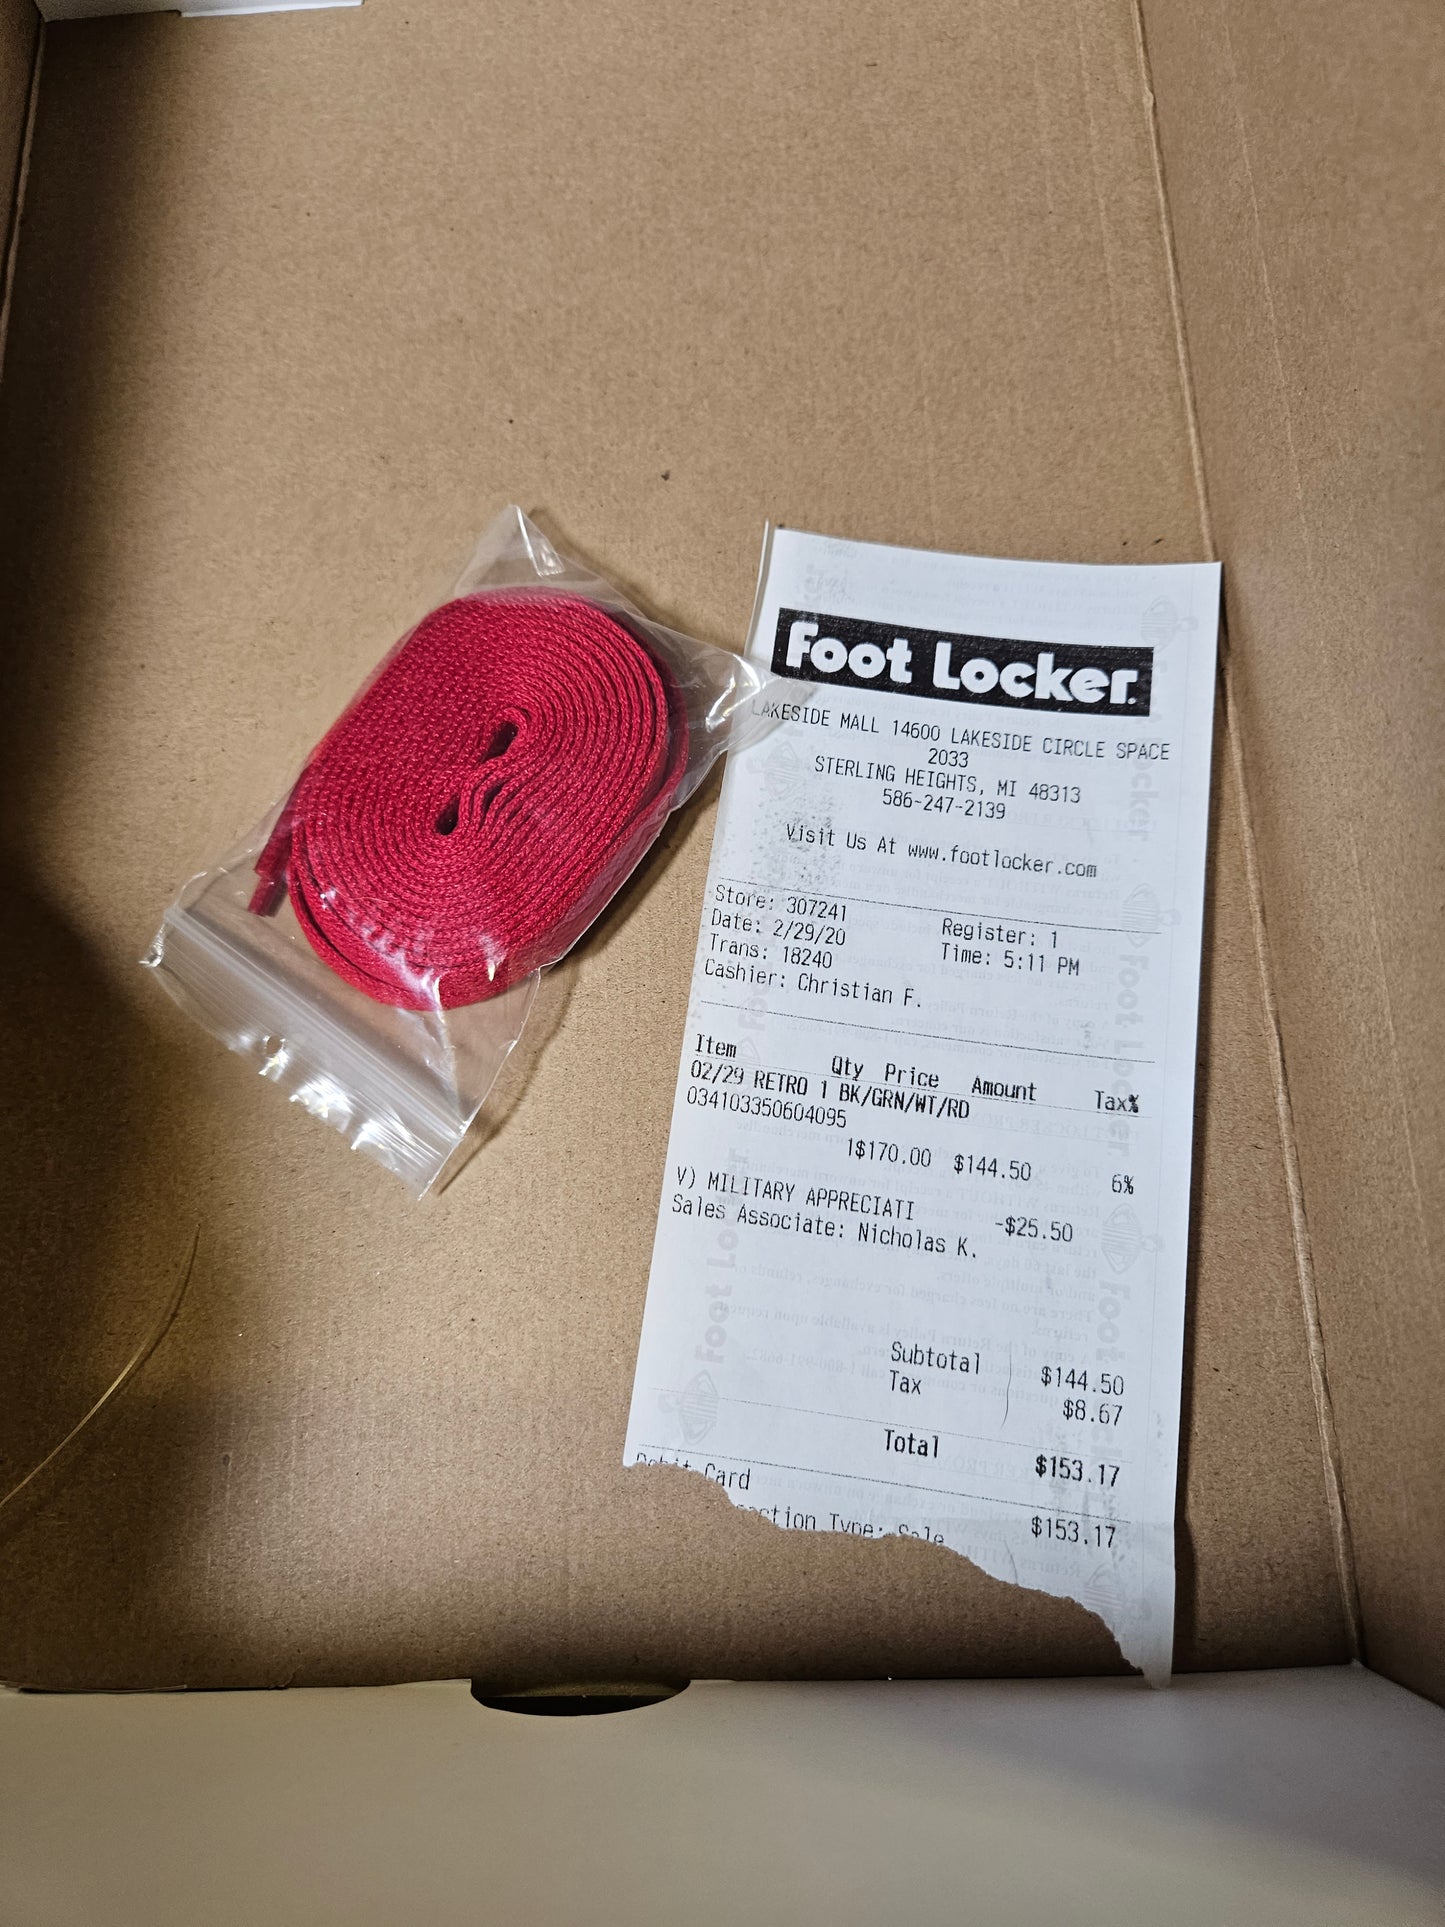 Foot Locker.
LAKESIDE MALL 14600 LAKESIDE CIRCLE SPACE
2033
STERLING HEIGHTS, MI 48313
586-247-2139
Visit Us At www.footlocker.com
Store: 307241 Register: 1
Date: 2/29/20 Time: 5:11 PM
Trans: 18240
Cashier: Christian F.
Item Qty Price Amount Tax%
02/29 RETRO 1 BK/GRN/WT/RD
034103350604095
1$170.00 $144.50 6%
V) MILITARY APPRECIATI -$25.50
Sales Associate: Nicholas K.
Subtotal $144.50
Tax $8.67
Total $153.17
Debit Card $153.17
Type: Sale